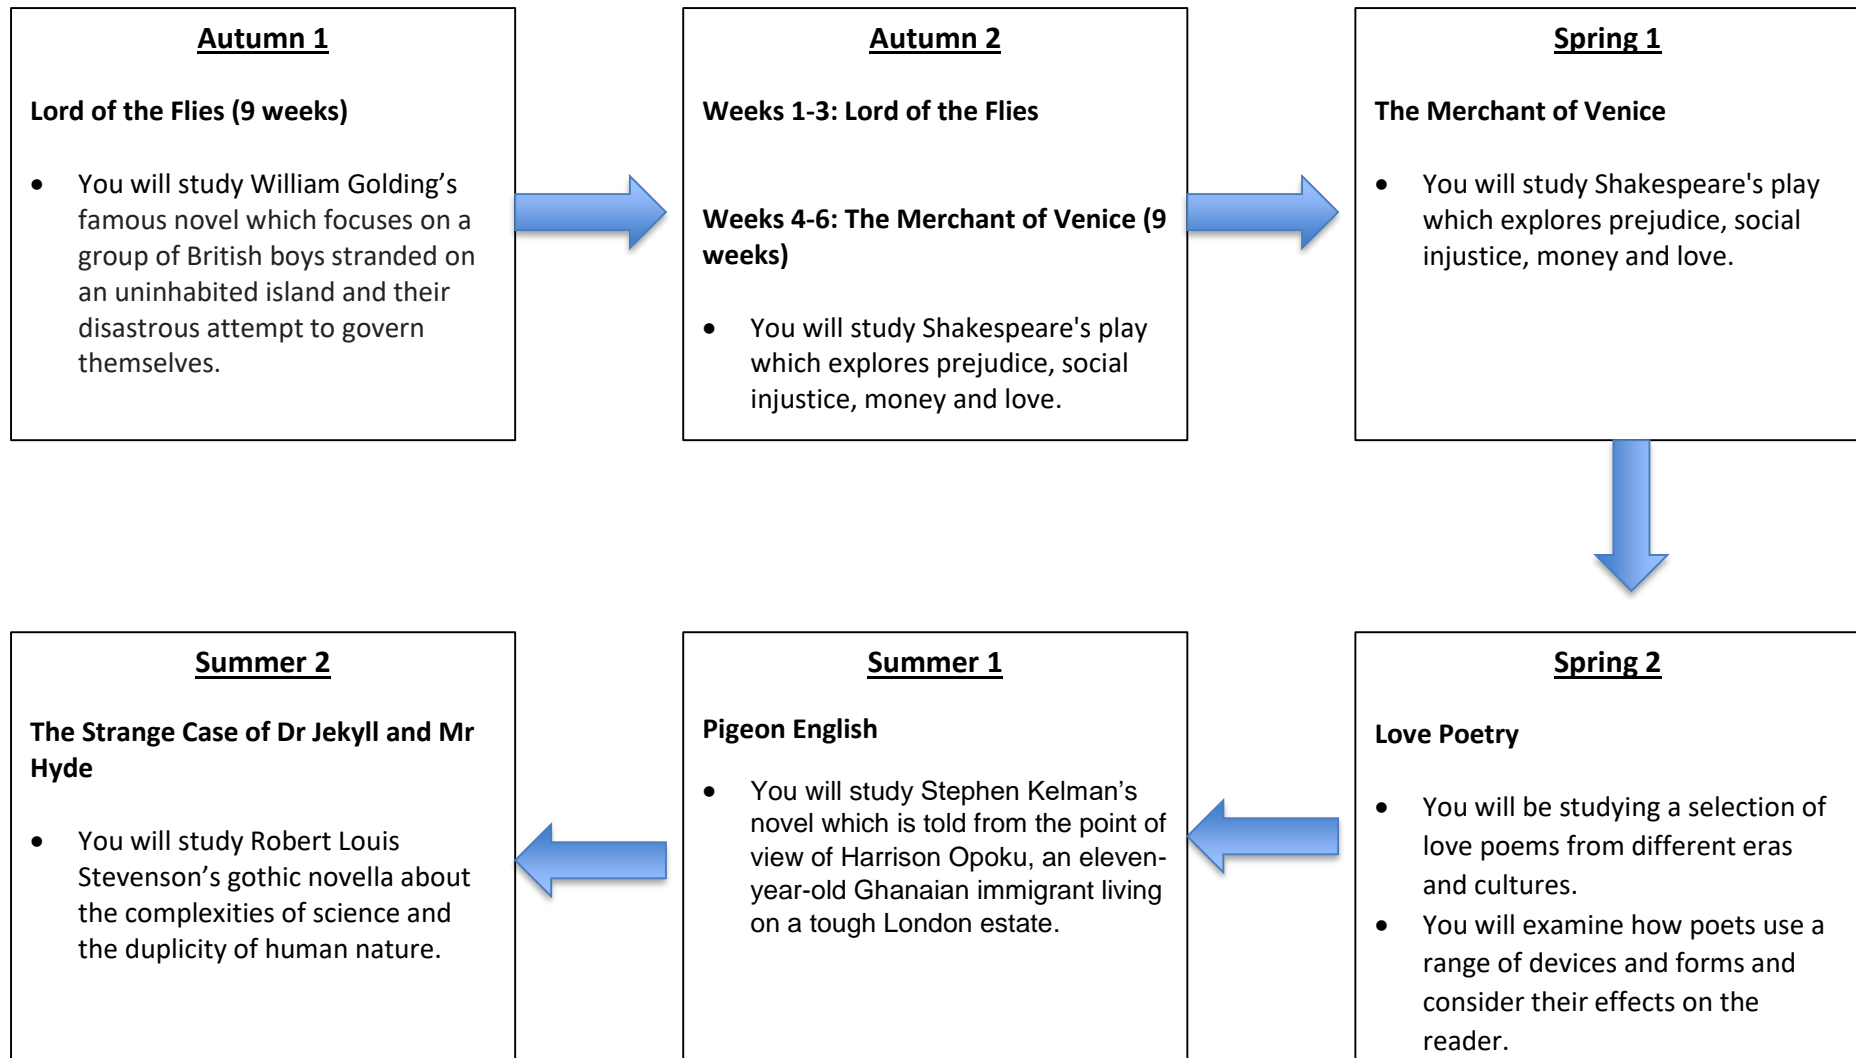 Autumn 1
Lord of the Flies (9 weeks)
• You will study William Golding’s
famous novel which focuses on a
group of British boys stranded on
an uninhabited island and their
disastrous attempt to govern
themselves.
Autumn 2
Weeks 1-3: Lord of the Flies
Weeks 4-6: The Merchant of Venice (9
weeks)
• You will study Shakespeare's play
which explores prejudice, social
injustice, money and love.
Spring 1
The Merchant of Venice
• You will study Shakespeare's play
which explores prejudice, social
injustice, money and love.
Spring 2
Love Poetry
• You will be studying a selection of
love poems from different eras
and cultures.
• You will examine how poets use a
range of devices and forms and
consider their effects on the
reader.
Summer 1
Pigeon English
• You will study Stephen Kelman’s
novel which is told from the point of
view of Harrison Opoku, an eleven-
year-old Ghanaian immigrant living
on a tough London estate.
Summer 2
The Strange Case of Dr Jekyll and Mr
Hyde
• You will study Robert Louis
Stevenson’s gothic novella about
the complexities of science and
the duplicity of human nature.